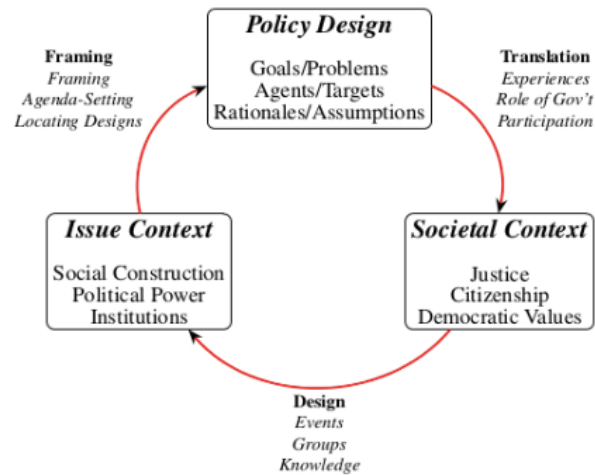 Policy Design
Goals/Problems
Agents/Targets
Rationales/Assumptions
Framing
Framing
Agenda-Setting
Locating Designs
Translation
Experiences
Role of Gov't
Participation
Issue Context
Social Construction
Political Power
Institutions
Societal Context
Justice
Citizenship
Democratic Values
Design
Events
Groups
Knowledge